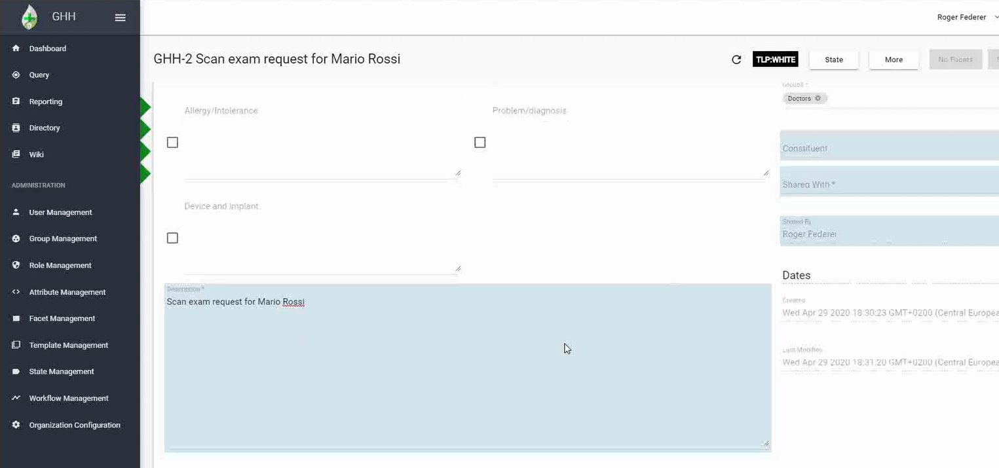 GHH
Roger Federer
Dashboard
Query
Reporting
Directory
Wiki
ADMINISTRATION
User Management
Group Management
Role Management
Attribute Management
Facet Management
Template Management
State Management
Workflow Management
Organization Configuration
GHH-2 Scan exam request for Mario Rossi
TLP:WHITE
State
More
No Facets
Allergy/Intolerance
Problem/diagnosis
Device and Implant
Description *
Scan exam request for Mario Rossi
Groups *
Doctors
Constituent
Shared With *
Shared By
Roger Federer
Dates
Created
Wed Apr 29 2020 18:30:23 GMT+0200 (Central Europea
Last Modified
Wed Apr 29 2020 18:31:20 GMT+0200 (Central Europea